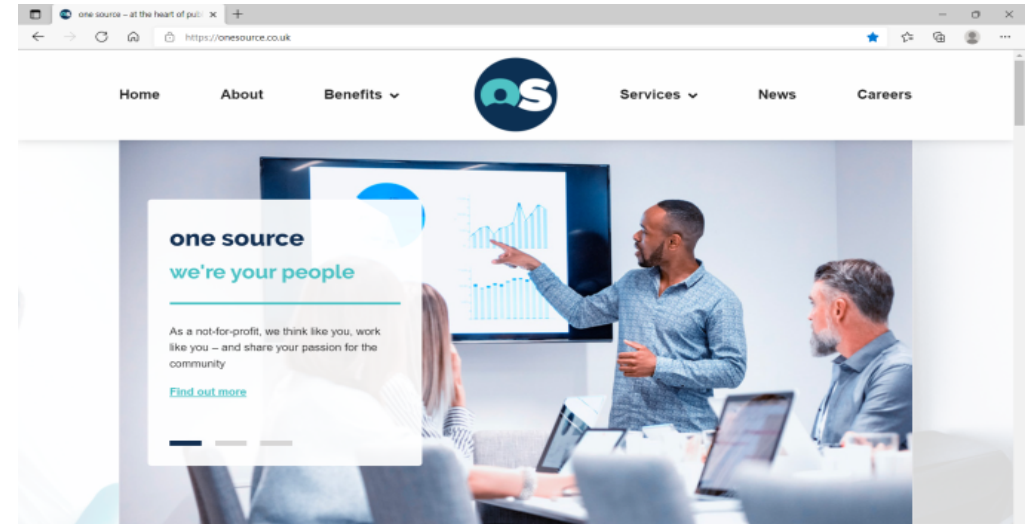 one source – at the heart of publ
https://onesource.co.uk
Home About Benefits Services News Careers
OS
one source
we're your people
As a not-for-profit, we think like you, work
like you – and share your passion for the
community
Find out more